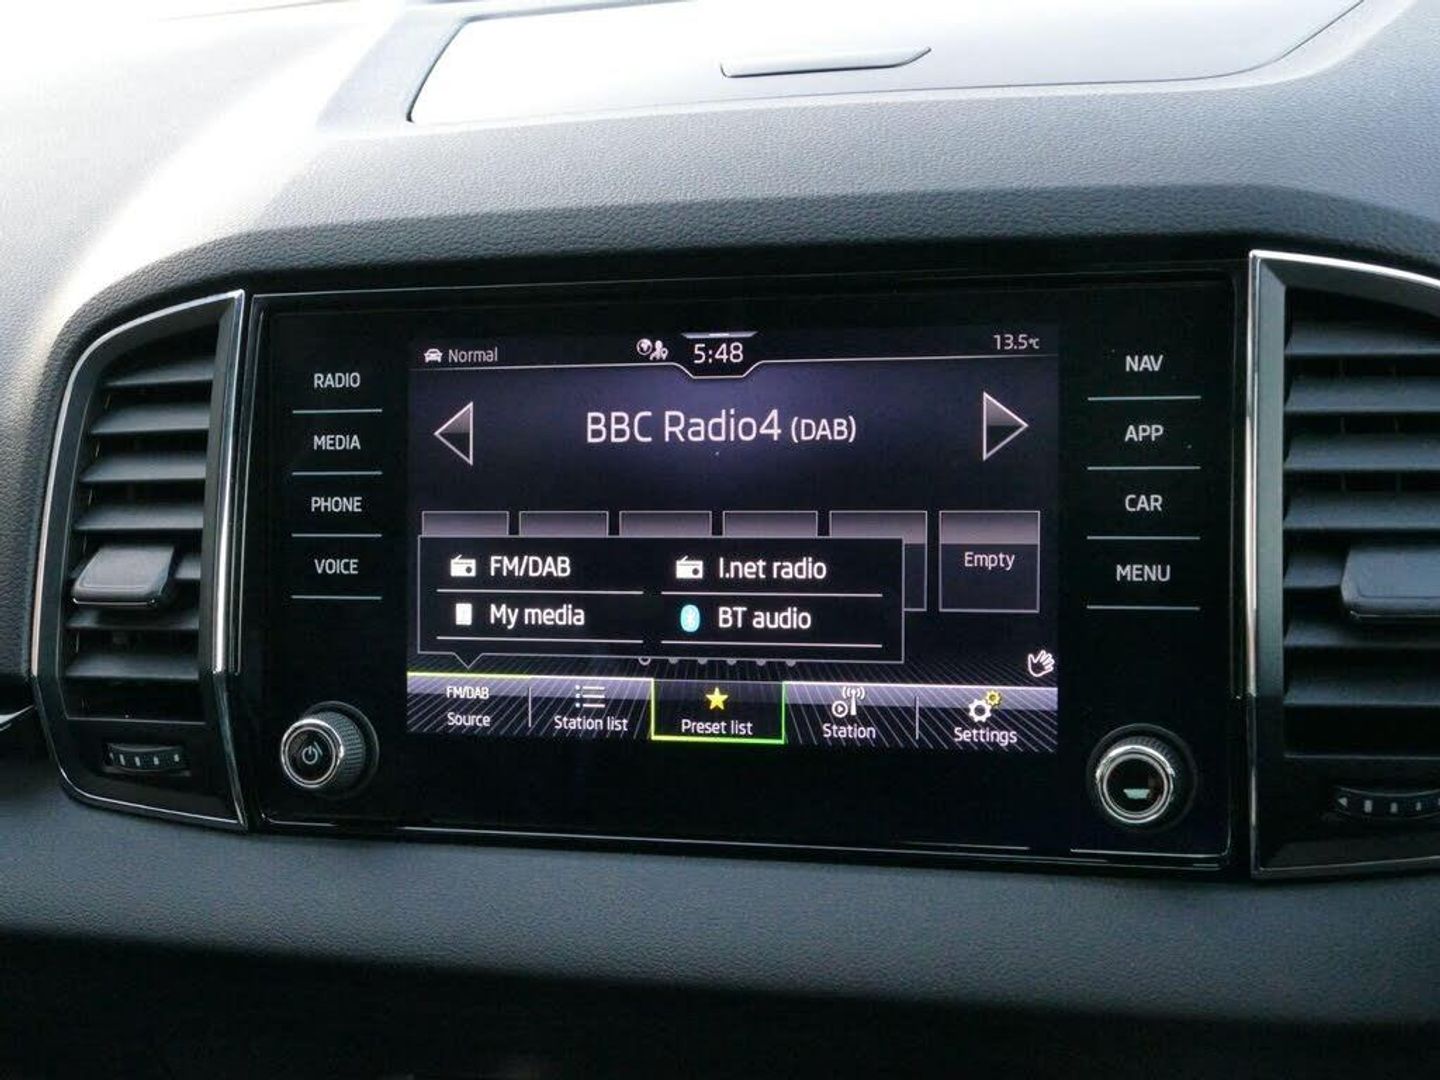 RADIO
MEDIA
PHONE
VOICE
Normal
5:48
13.5°C
BBC Radio4 (DAB)
Empty
FM/DAB
I.net radio
My media
BT audio
FM/DAB
Source
Station list
Preset list
Station
Settings
NAV
APP
CAR
MENU